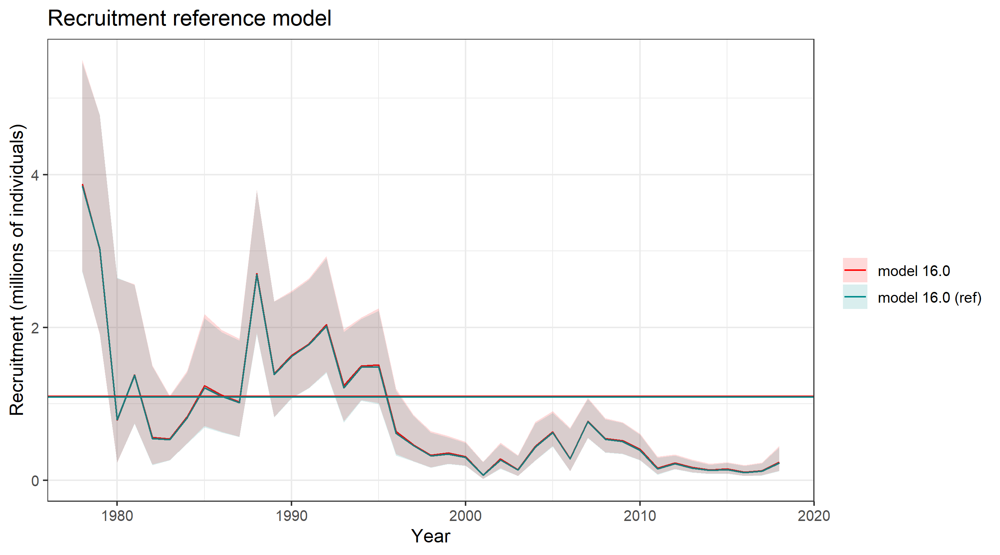 Recruitment reference model
Recruitment (millions of individuals)
4
2
0
1980
1990
2000
2010
2020
Year
model 16.0
model 16.0 (ref)